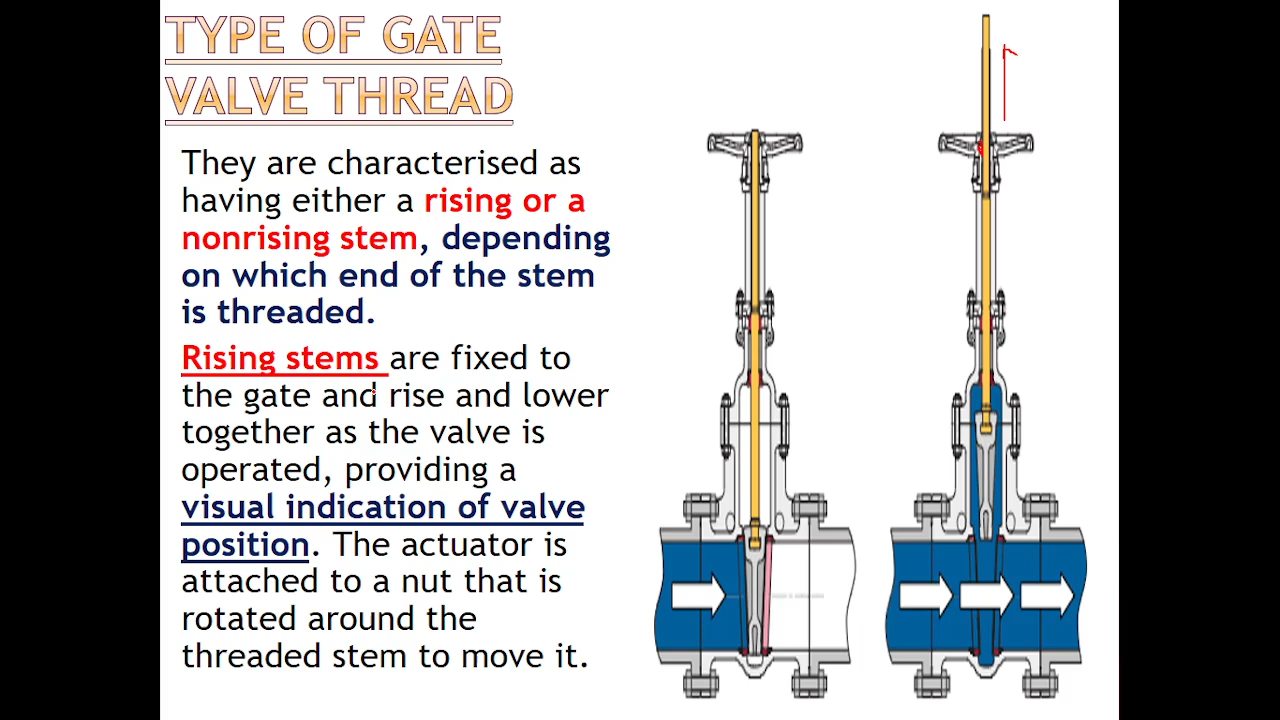 TYPE OF GATE
VALVE THREAD
They are characterised as
having either a rising or a
nonrising stem, depending
on which end of the stem
is threaded.
Rising stems are fixed to
the gate and rise and lower
together as the valve is
operated, providing a
visual indication of valve
position. The actuator is
attached to a nut that is
rotated around the
threaded stem to move it.